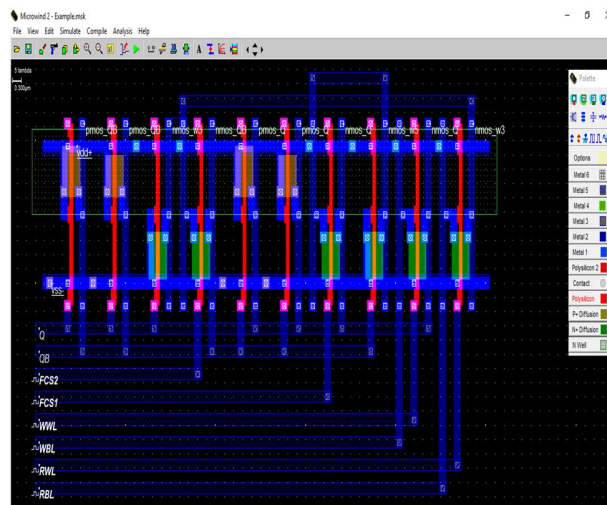 Microwind 2 - Example.msk
File View Edit Simulate Compile Analysis Help
5 lambda
0.300µm
pmos_QB pmos_QB nmos_w3 nmos_QB pmos_Q nmos_Q nmos_w3 nmos_Q nmos_w3
vdd+
vss-
Q
QB
FCS2
FCS1
WWL
WBL
RWL
RBL
Palette
Options
Metal 6
Metal 5
Metal 4
Metal 3
Metal 2
Metal 1
Polysilicon 2
Contact
Polysilicon
P+ Diffusion
N+ Diffusion
N Well